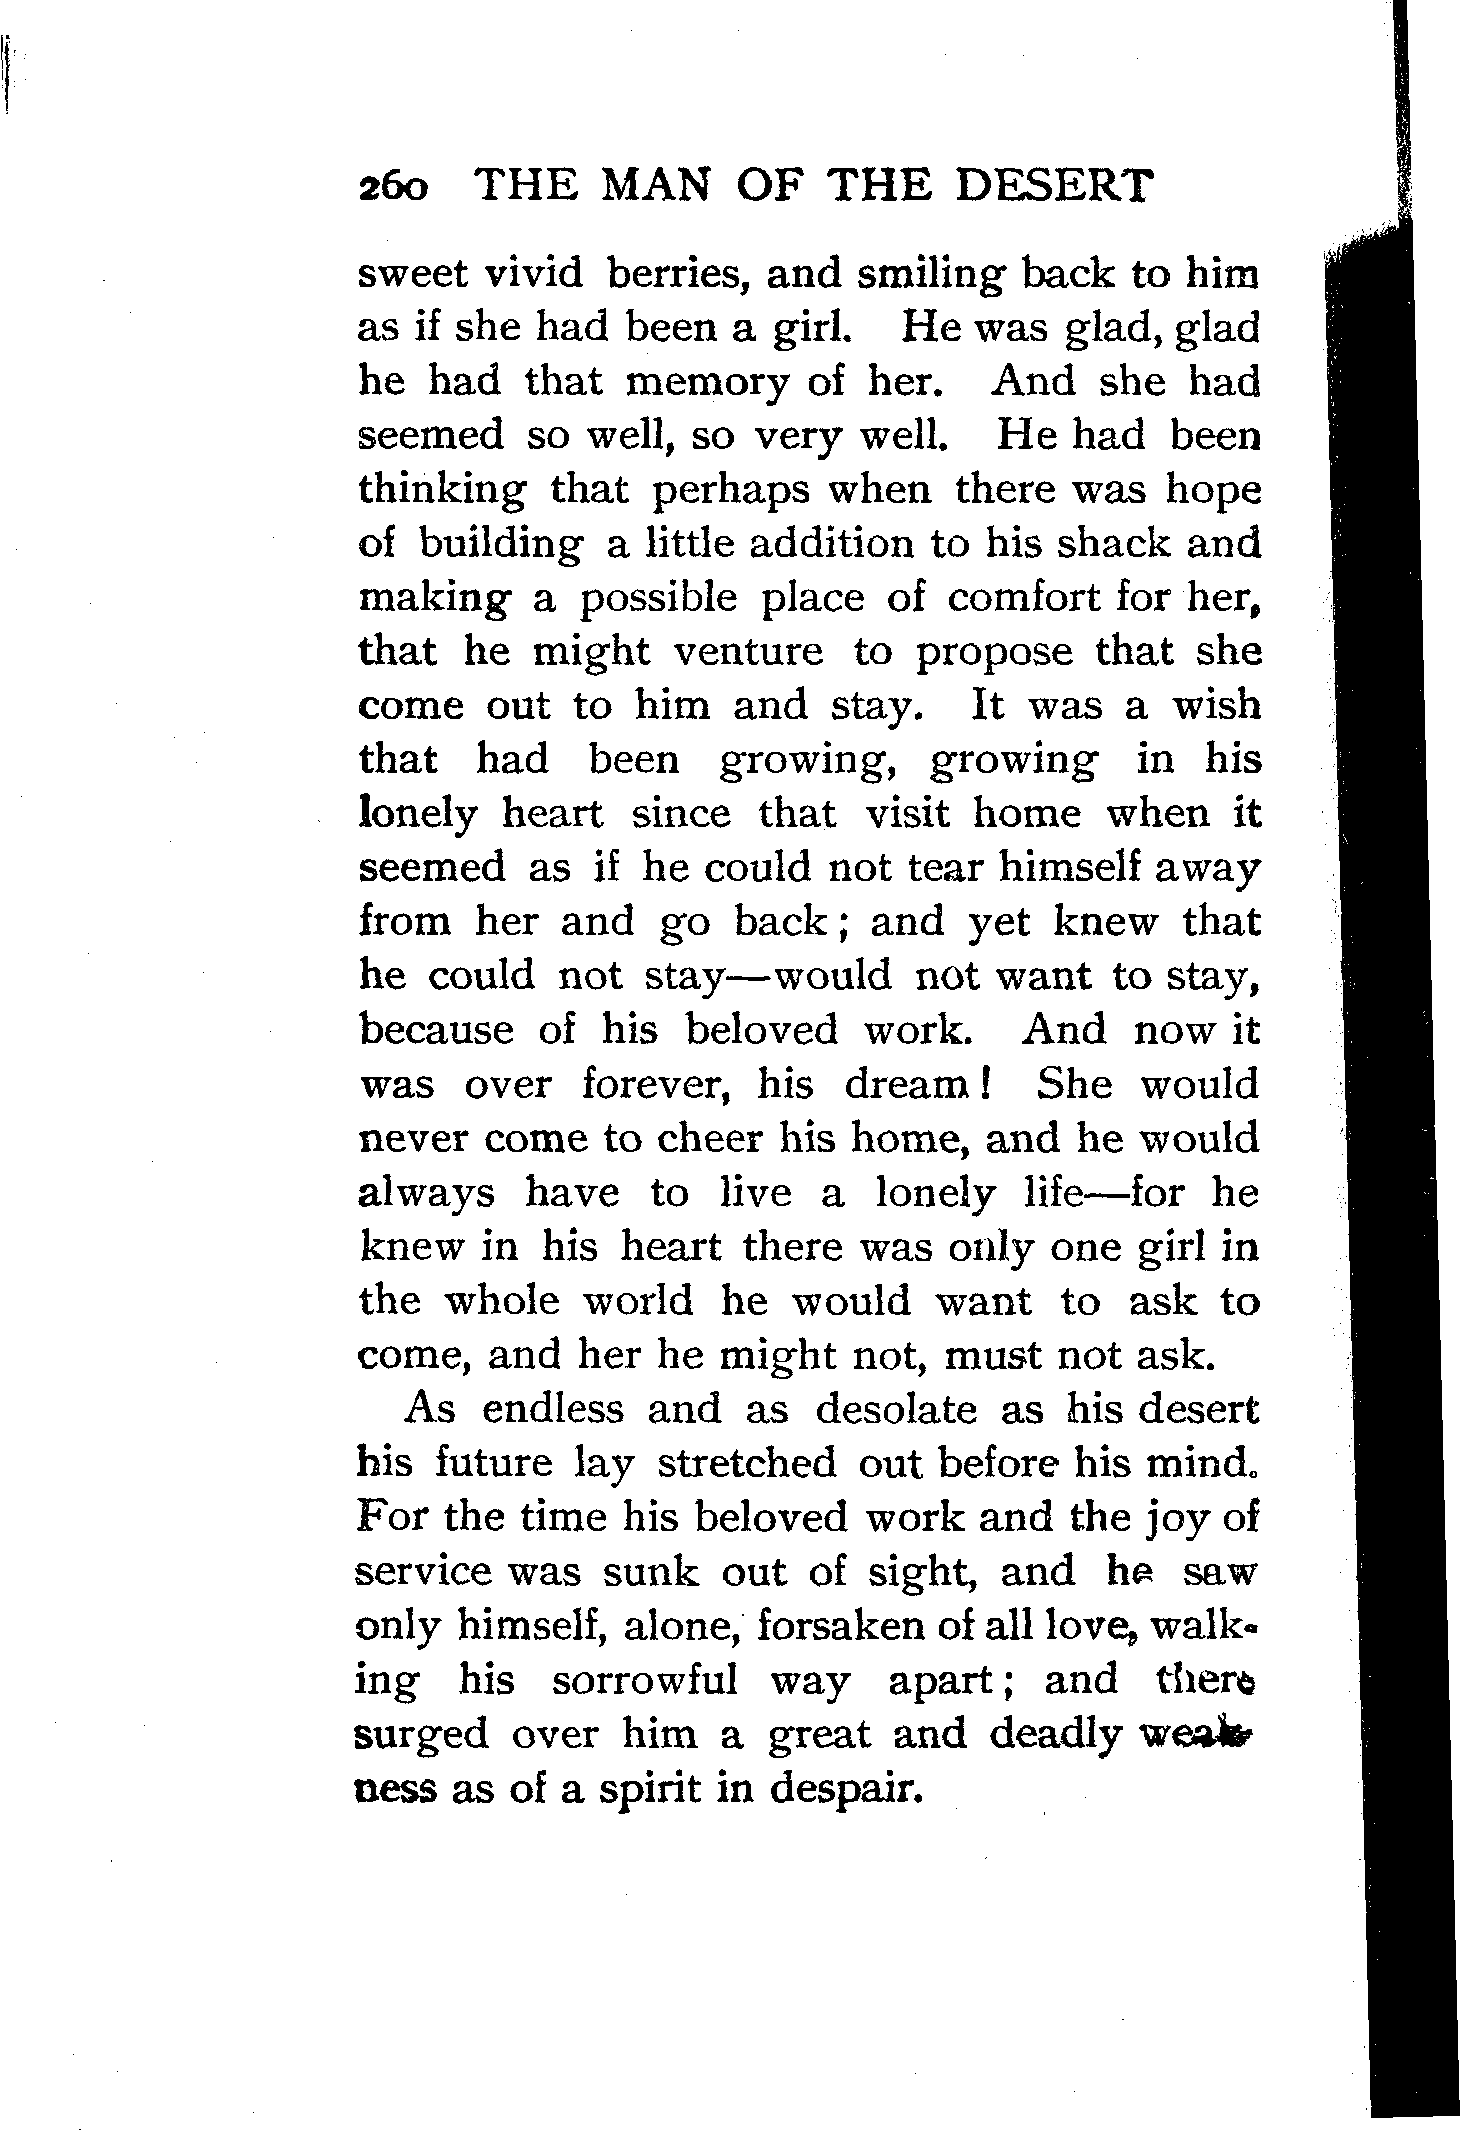 260 THE MAN OF THE DESERT
sweet vivid berries, and smiling back to him
as if she had been a girl. He was glad, glad
he had that memory of her. And she had
seemed so well, so very well. He had been
thinking that perhaps when there was hope
of building a little addition to his shack and
making a possible place of comfort for her,
that he might venture to propose that she
come out to him and stay. It was a wish
that had been growing, growing in his
lonely heart since that visit home when it
seemed as if he could not tear himself away
from her and go back; and yet knew that
he could not stay—would not want to stay,
because of his beloved work. And now it
was over forever, his dream! She would
never come to cheer his home, and he would
always have to live a lonely life—for he
knew in his heart there was only one girl in
the whole world he would want to ask to
come, and her he might not, must not ask.
As endless and as desolate as his desert
his future lay stretched out before his mind.
For the time his beloved work and the joy of
service was sunk out of sight, and he saw
only himself, alone, forsaken of all love, walk-
ing his sorrowful way apart; and there
surged over him a great and deadly weak-
ness as of a spirit in despair.